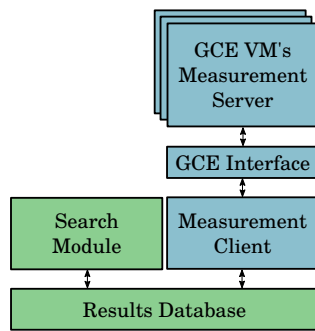 GCE VM's
Measurement
Server
GCE Interface
Search
Module
Measurement
Client
Results Database